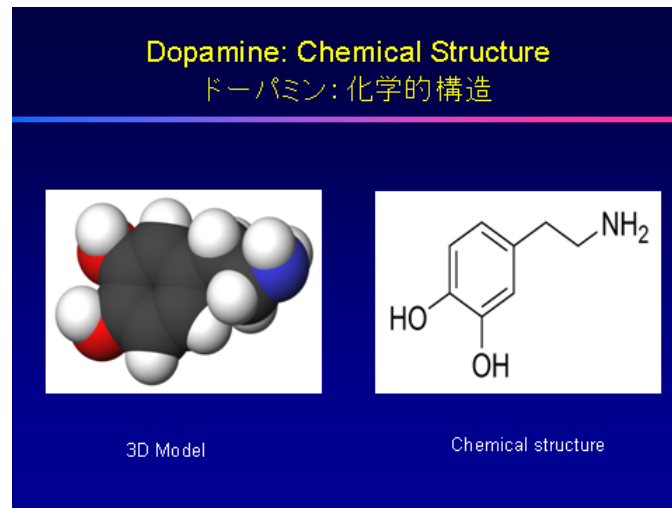 Dopamine: Chemical Structure
ドーパミン：化学的構造
NH₂
HO
OH
3D Model
Chemical structure